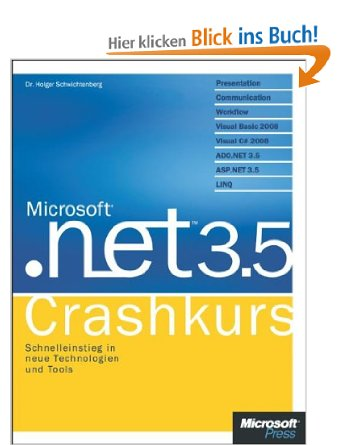 Hier klicken Blick ins Buch!
Dr. Holger Schwichtenberg
Presentation
Communication
Workflow
Visual Basic 2008
Visual C# 2008
ADO.NET 3.5
ASP.NET 3.5
LINQ
Microsoft®
.net™ 3.5
Crashkurs
Schnelleinstieg in
neue Technologien
und Tools
Microsoft®
Press